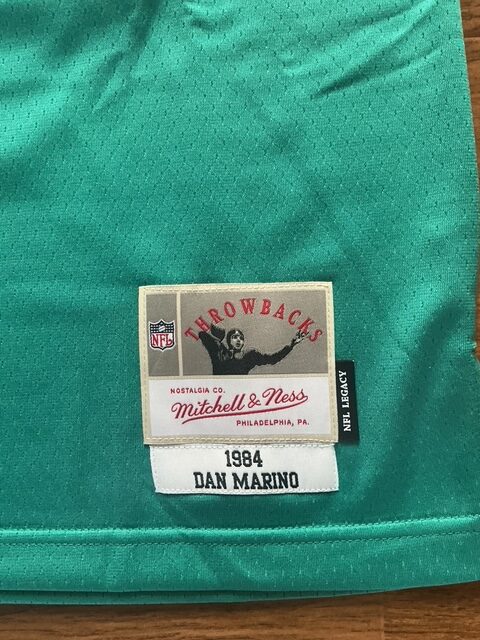 THROWBACKS
NFL
NOSTALGIA CO.
Mitchell & Ness
PHILADELPHIA, PA.
NFL LEGACY
1984
DAN MARINO